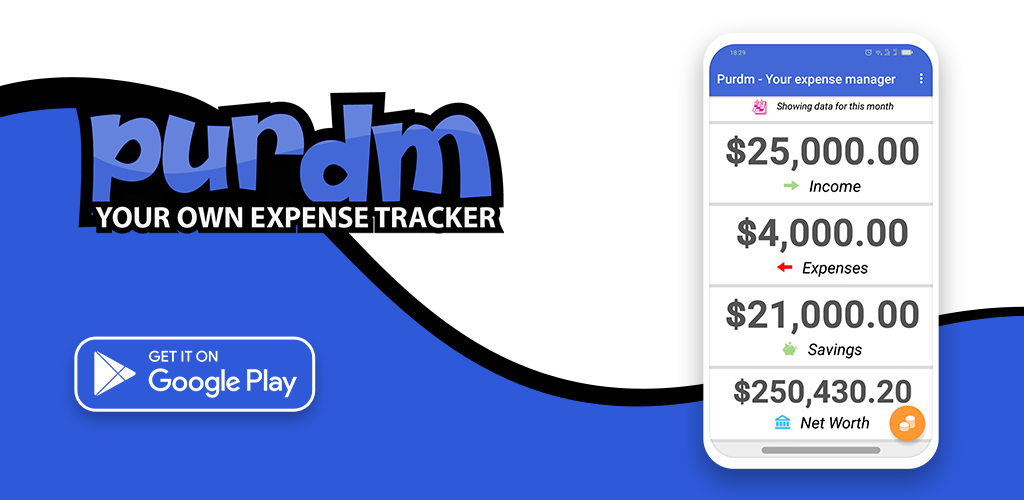 purdm
YOUR OWN EXPENSE TRACKER
GET IT ON
Google Play
18:29
Purdm - Your expense manager
Showing data for this month
$25,000.00
Income
$4,000.00
Expenses
$21,000.00
Savings
$250,430.20
Net Worth